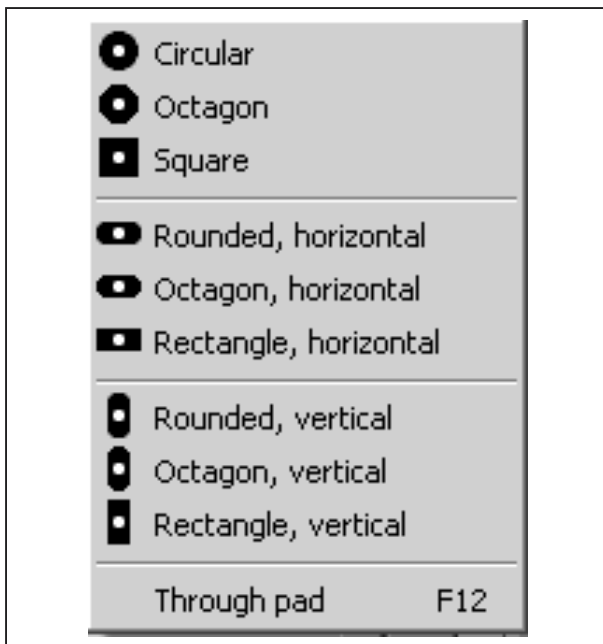 Circular
Octagon
Square
Rounded, horizontal
Octagon, horizontal
Rectangle, horizontal
Rounded, vertical
Octagon, vertical
Rectangle, vertical
Through pad F12